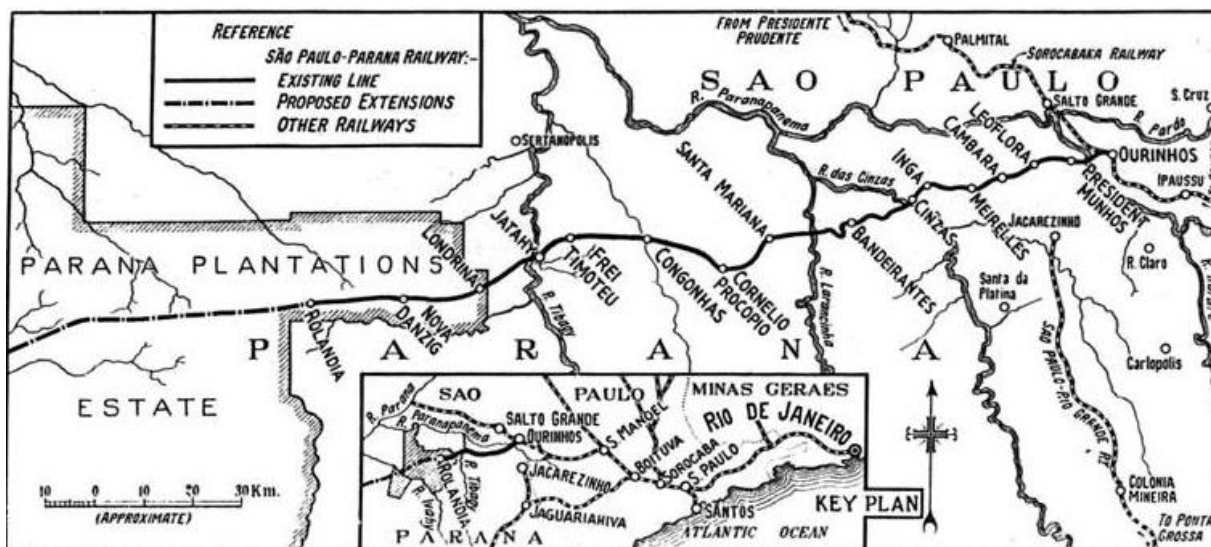 REFERENCE
SÃO PAULO-PARANA RAILWAY:-
EXISTING LINE
PROPOSED EXTENSIONS
OTHER RAILWAYS
FROM PRESIDENTE
PRUDENTE
PALMITAL
SOROCABAKA RAILWAY
SAO PAULO
R. Paranapanema
SALTO GRANDE
S. CRUZ
R. Pardo
OURINHOS
IPAUSSU
SERTANOPOLIS
SANTA MARIANA
R. das Cinzas
ÍNGA
CAMBARA
LEOFLORA
PRESIDENT
MUNHOS
MEIRELLES
CINZAS
BANDEIRANTES
JACAREZINHO
R. Claro
Santa da
Platina
Carlopolis
SAO PAULO-RIO GRANDE RY.
COLONIA
MINEIRA
TO PONTA
GROSSA
PARANA PLANTATIONS
ESTATE
LONDRINA
JATAHY
FREI
TIMOTEU
CONGONHAS
CORNELIO
PROCOPIO
R. Laranzinha
R. Tibagy
NOVA
DANZIG
ROLANDIA
PARANA
10 0 10 20 30 Km.
(APPROXIMATE)
SAO PAULO
MINAS GERAES
R. Parana
R. Paranapanema
SALTO GRANDE
OURINHOS
S. MANOEL
RIO DE JANEIRO
BOITUVA
SOROCABA
S. PAULO
JACAREZINHO
ROLANDIA
R. Tibagy
R. Ivahy
JAGUARIAHIVA
SANTOS
KEY PLAN
ATLANTIC OCEAN
PARANA